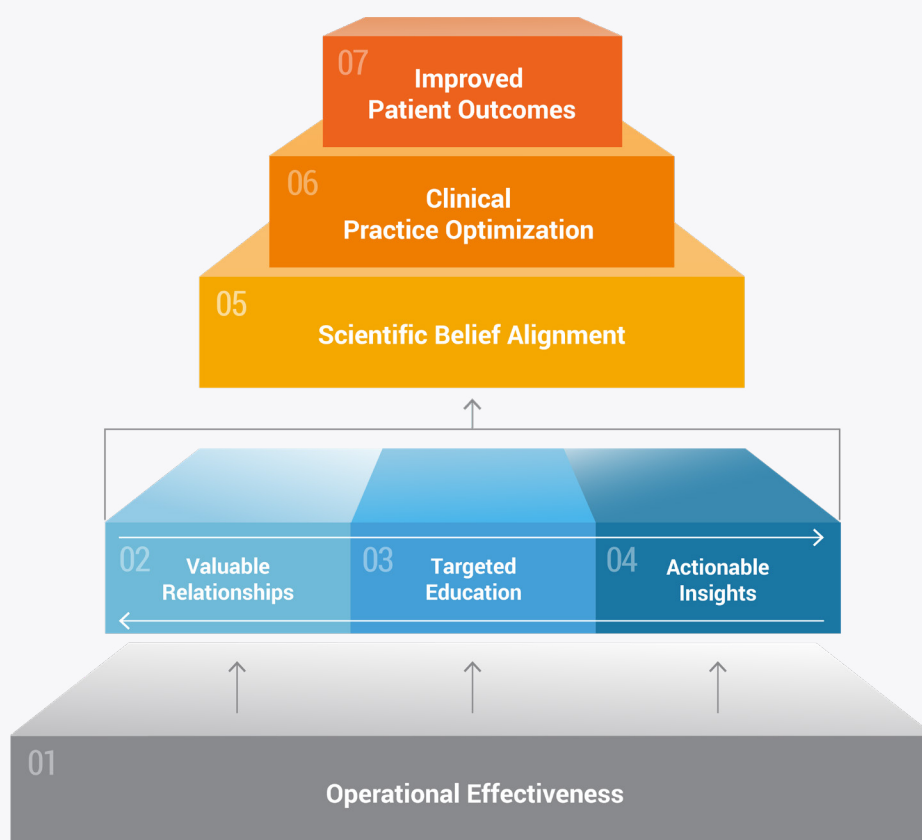 07
Improved
Patient Outcomes
06
Clinical
Practice Optimization
05
Scientific Belief Alignment
02
Valuable
Relationships
03
Targeted
Education
04
Actionable
Insights
01
Operational Effectiveness